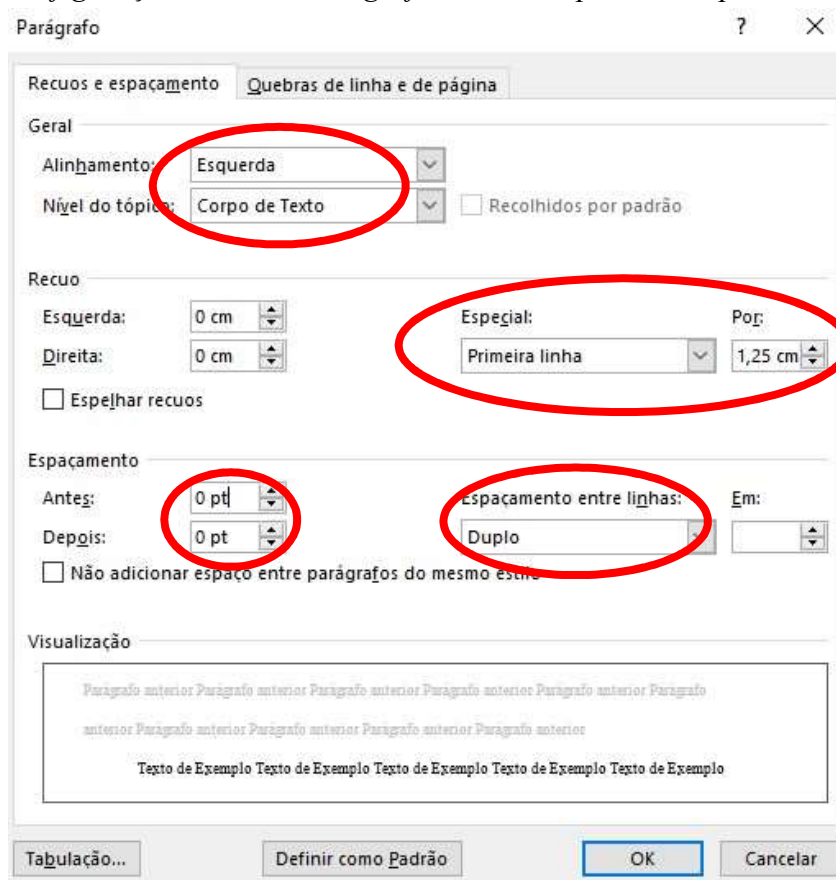 Parágrafo ? ×
Recuos e espaçamento Quebras de linha e de página
Geral
Alinhamento: Esquerda
Nível do tópico: Corpo de Texto Recolhidos por padrão
Recuo
Esquerda: 0 cm Especial: Por:
Direita: 0 cm Primeira linha 1,25 cm
Espelhar recuos
Espaçamento
Antes: 0 pt Espaçamento entre linhas: Em:
Depois: 0 pt Duplo
Não adicionar espaço entre parágrafos do mesmo estilo
Visualização
Parágrafo anterior Parágrafo anterior Parágrafo anterior Parágrafo anterior Parágrafo anterior Parágrafo
anterior Parágrafo anterior Parágrafo anterior Parágrafo anterior Parágrafo anterior
Texto de Exemplo Texto de Exemplo Texto de Exemplo Texto de Exemplo Texto de Exemplo
Tabulação... Definir como Padrão OK Cancelar